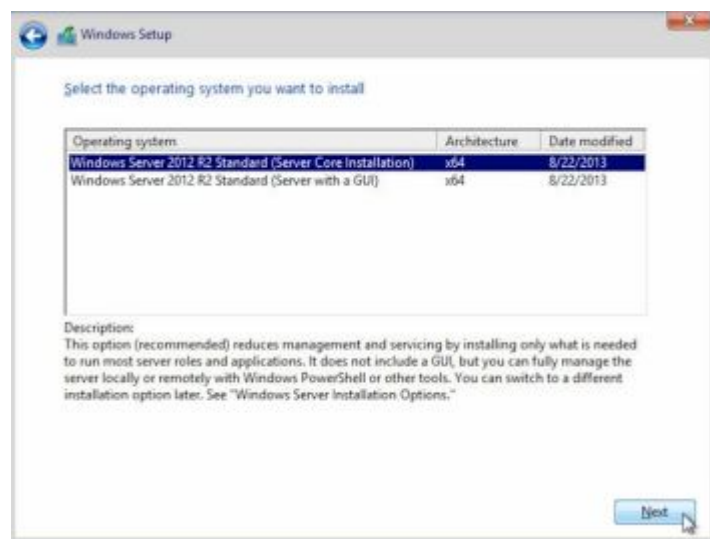 Windows Setup
Select the operating system you want to install
Operating system Architecture Date modified
Windows Server 2012 R2 Standard (Server Core Installation) x64 8/22/2013
Windows Server 2012 R2 Standard (Server with a GUI) x64 8/22/2013
Description:
This option (recommended) reduces management and servicing by installing only what is needed
to run most server roles and applications. It does not include a GUI, but you can fully manage the
server locally or remotely with Windows PowerShell or other tools. You can switch to a different
installation option later. See "Windows Server Installation Options."
Next